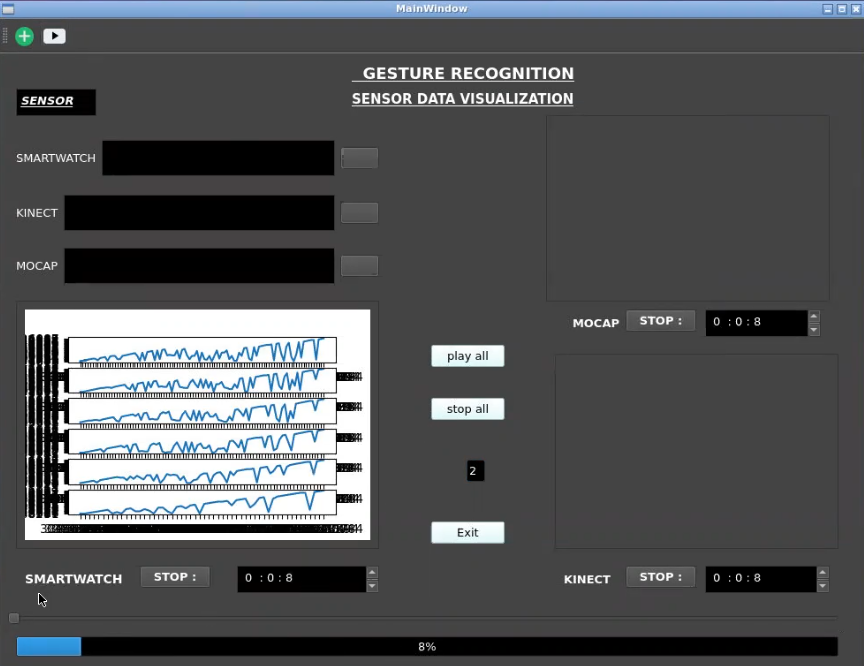 MainWindow
GESTURE RECOGNITION
SENSOR DATA VISUALIZATION
SENSOR
SMARTWATCH
KINECT
MOCAP
MOCAP STOP : 0 : 0 : 8
play all
stop all
2
Exit
SMARTWATCH STOP : 0 : 0 : 8
KINECT STOP : 0 : 0 : 8
8%